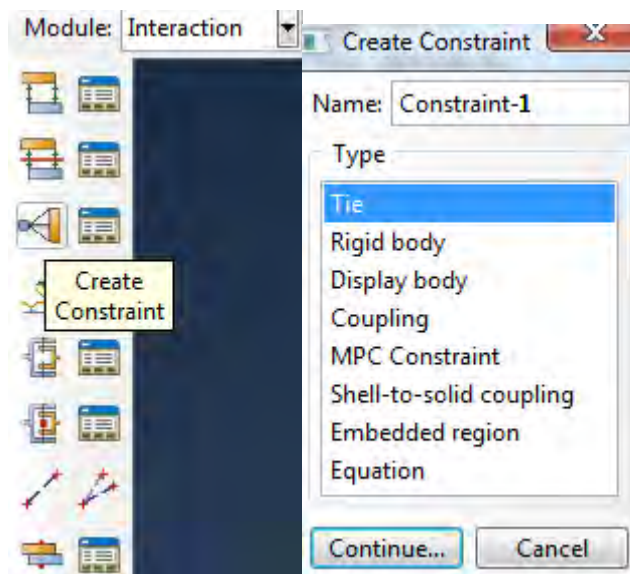 Module: Interaction
Create
Constraint
Create Constraint
Name: Constraint-1
Type
Tie
Rigid body
Display body
Coupling
MPC Constraint
Shell-to-solid coupling
Embedded region
Equation
Continue... Cancel